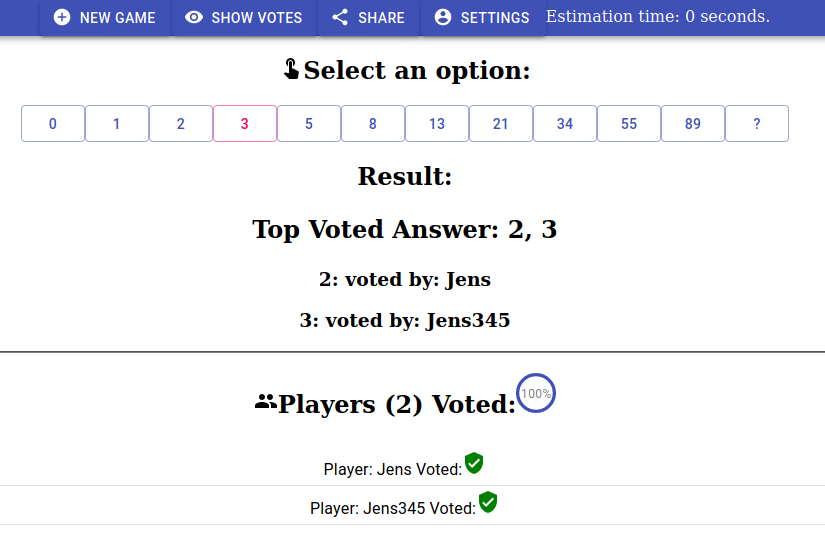 NEW GAME SHOW VOTES SHARE SETTINGS Estimation time: 0 seconds.
Select an option:
0 1 2 3 5 8 13 21 34 55 89 ?
Result:
Top Voted Answer: 2, 3
2: voted by: Jens
3: voted by: Jens345
Players (2) Voted: 100%
Player: Jens Voted:
Player: Jens345 Voted: